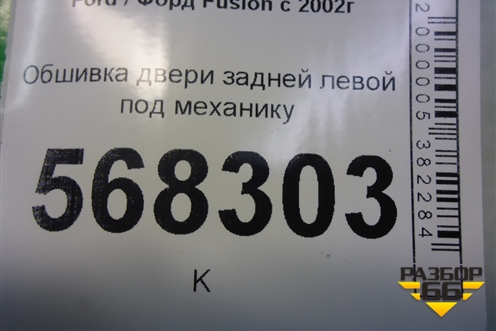 Ford / Форд Fusion с 2002г
Обшивка двери задней левой
под механику
568303
К
2000005382284
РАЗБОР
66